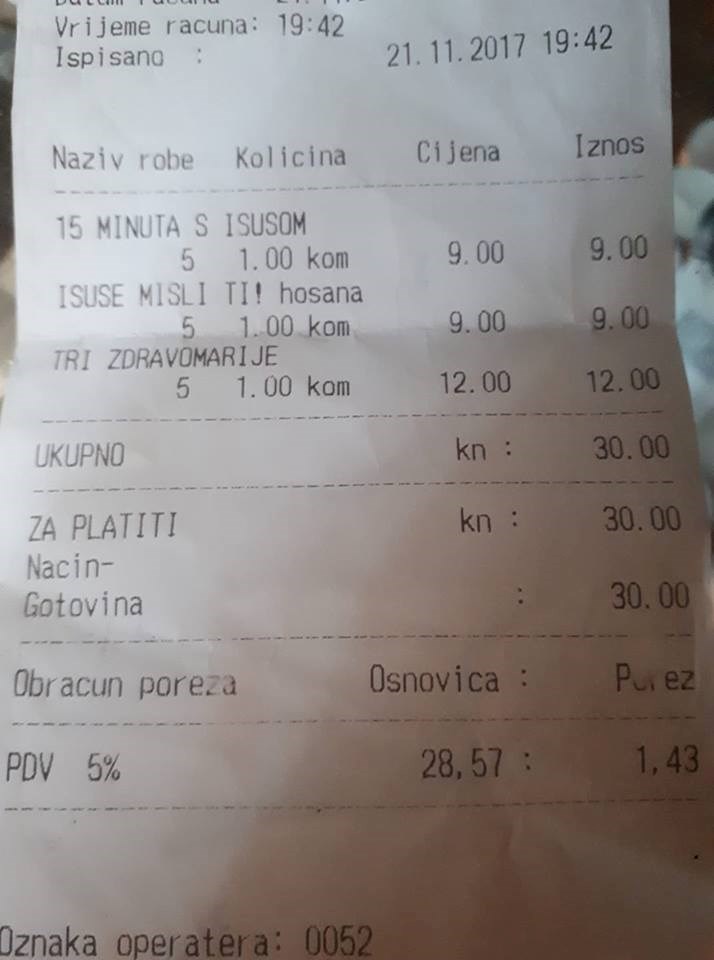 Vrijeme racuna: 19:42
Ispisano : 21.11.2017 19:42
Naziv robe Kolicina Cijena Iznos
15 MINUTA S ISUSOM
5 1.00 kom 9.00 9.00
ISUSE MISLI TI! hosana
5 1.00 kom 9.00 9.00
TRI ZDRAVOMARIJE
5 1.00 kom 12.00 12.00
UKUPNO kn : 30.00
ZA PLATITI kn : 30.00
Nacin-
Gotovina : 30.00
Obracun poreza Osnovica : Porez
PDV 5% 28,57 : 1,43
Oznaka operatera: 0052